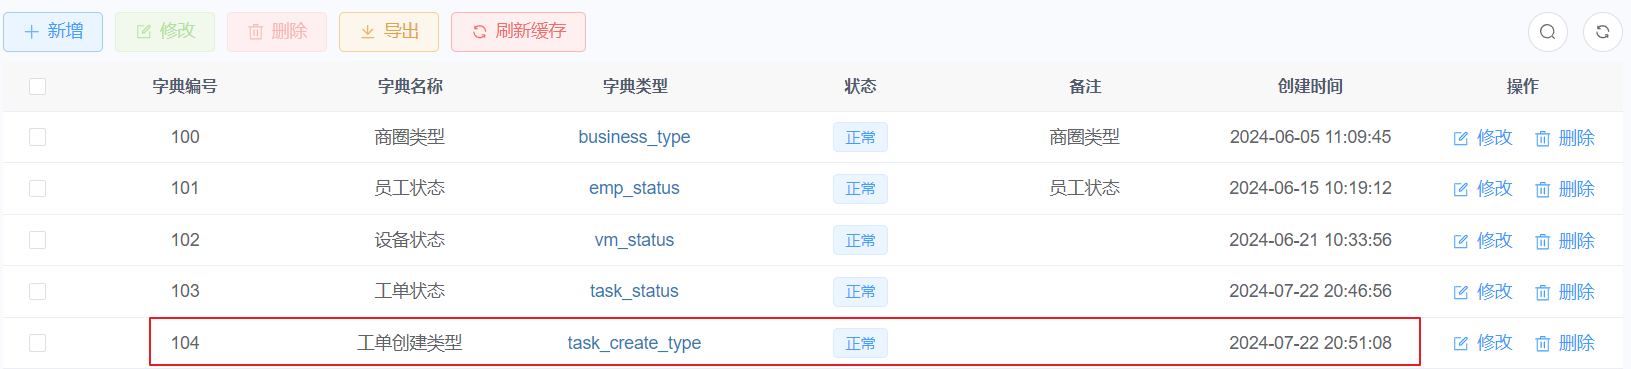 新增 修改 删除 导出 刷新缓存
字典编号 字典名称 字典类型 状态 备注 创建时间 操作
100 商圈类型 business_type 正常 商圈类型 2024-06-05 11:09:45 修改 删除
101 员工状态 emp_status 正常 员工状态 2024-06-15 10:19:12 修改 删除
102 设备状态 vm_status 正常 2024-06-21 10:33:56 修改 删除
103 工单状态 task_status 正常 2024-07-22 20:46:56 修改 删除
104 工单创建类型 task_create_type 正常 2024-07-22 20:51:08 修改 删除